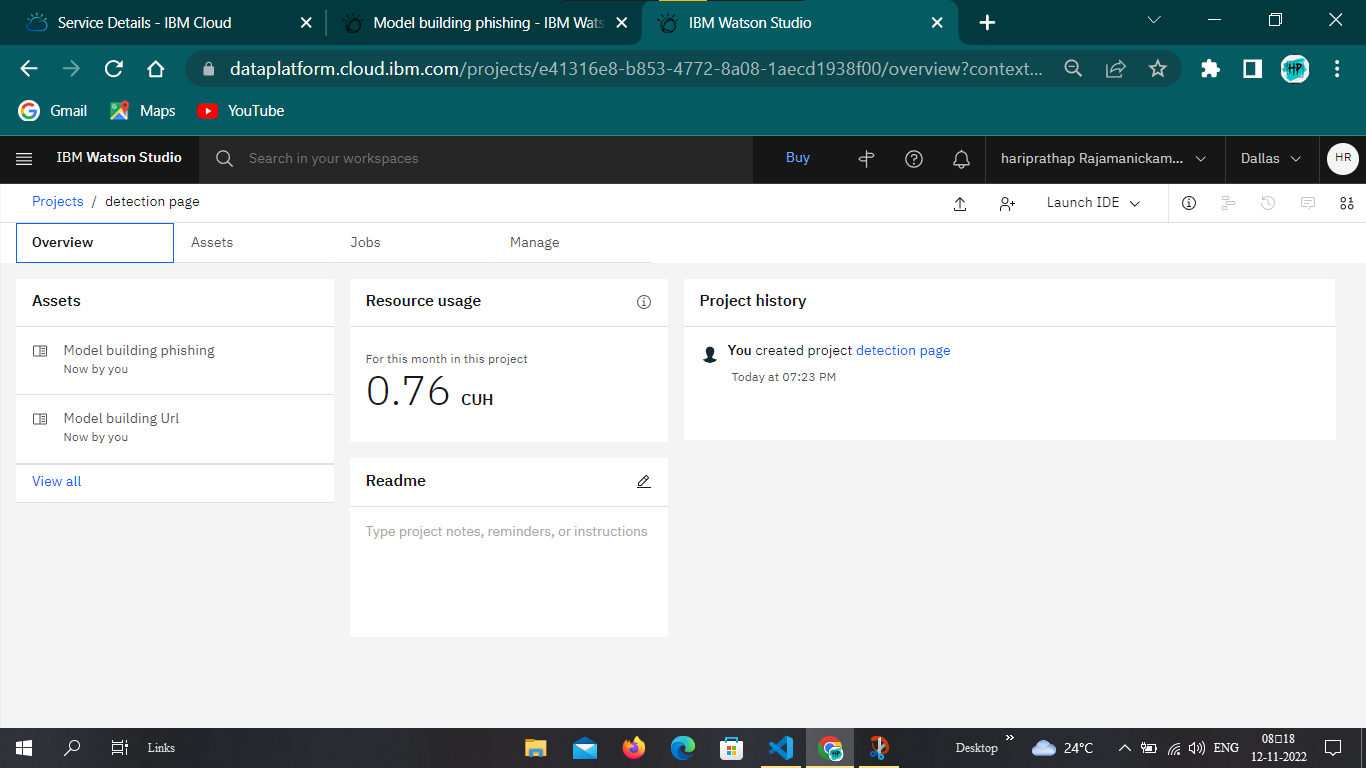 Service Details - IBM Cloud
Model building phishing - IBM Wats
IBM Watson Studio
dataplatform.cloud.ibm.com/projects/e41316e8-b853-4772-8a08-1aecd1938f00/overview?context...
HP
Gmail
Maps
YouTube
IBM Watson Studio
Search in your workspaces
Buy
hariprathap Rajamanickam...
Dallas
HR
Projects / detection page
Launch IDE
Overview
Assets
Jobs
Manage
Assets
Model building phishing
Now by you
Model building Url
Now by you
View all
Resource usage
For this month in this project
0.76 CUH
Readme
Type project notes, reminders, or instructions
Project history
You created project detection page
Today at 07:23 PM
Links
HP
Desktop
24°C
ENG
08□18
12-11-2022